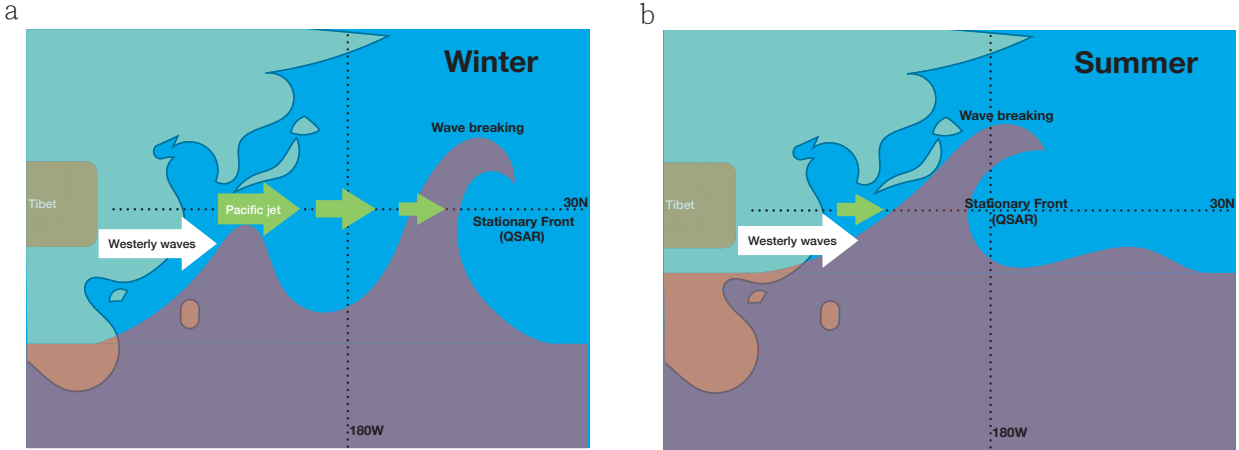 a
Winter
Wave breaking
Tibet
30N
Pacific jet
Stationary Front
(QSAR)
Westerly waves
180W
b
Summer
Wave breaking
Tibet
30N
Stationary Front
(QSAR)
Westerly waves
180W